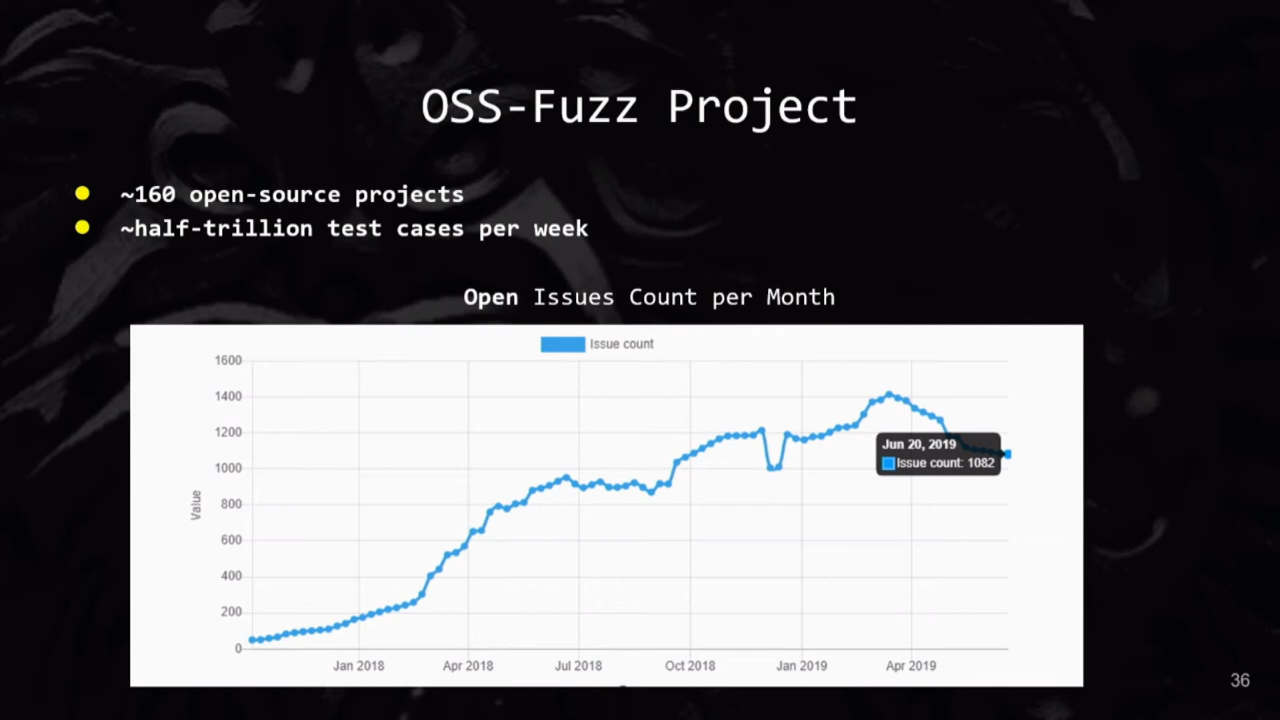 OSS-Fuzz Project
~160 open-source projects
~half-trillion test cases per week
Open Issues Count per Month
Issue count
1600
1400
1200
1000
800
600
400
200
0
Value
Jun 20, 2019
Issue count: 1082
Jan 2018
Apr 2018
Jul 2018
Oct 2018
Jan 2019
Apr 2019
36